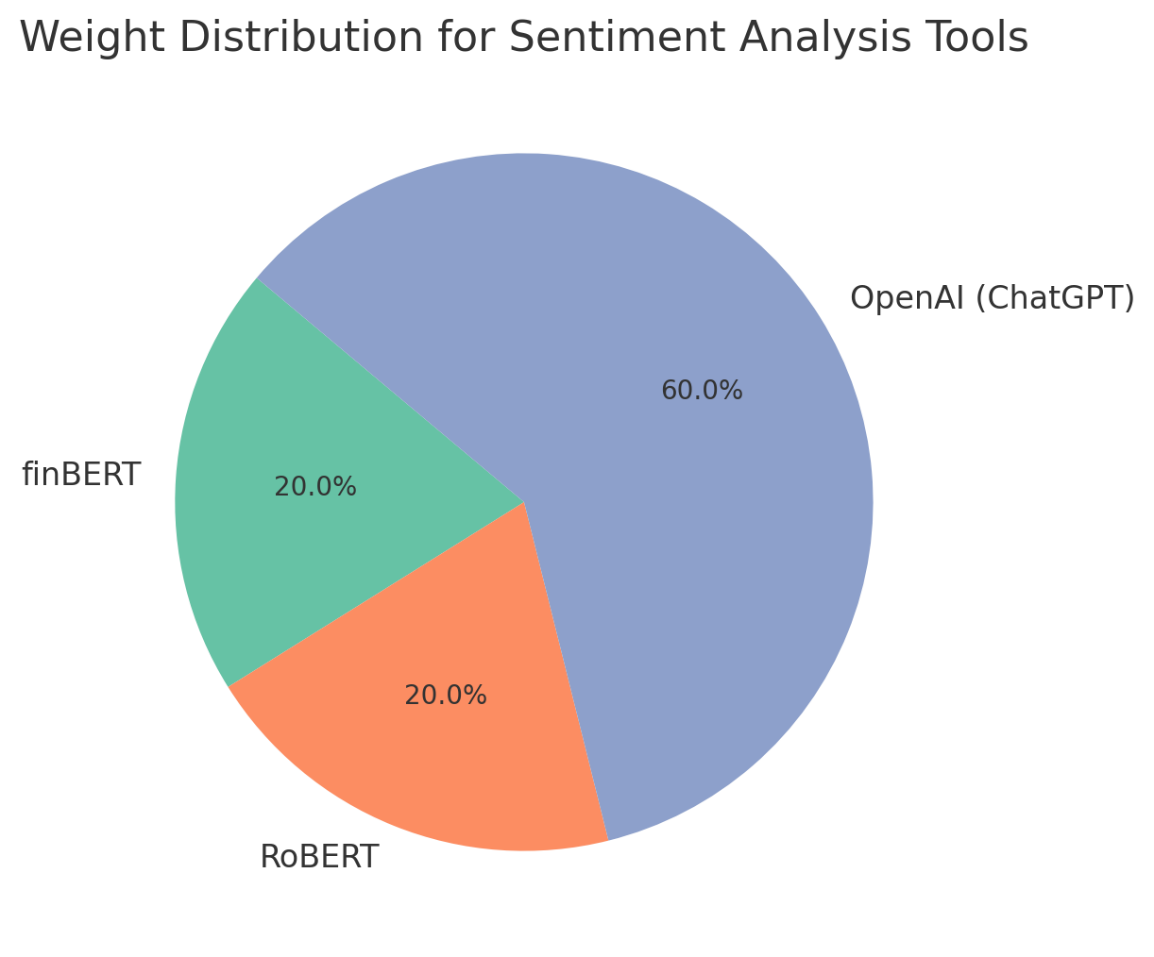 Weight Distribution for Sentiment Analysis Tools
OpenAI (ChatGPT)
60.0%
finBERT
20.0%
20.0%
RoBERT